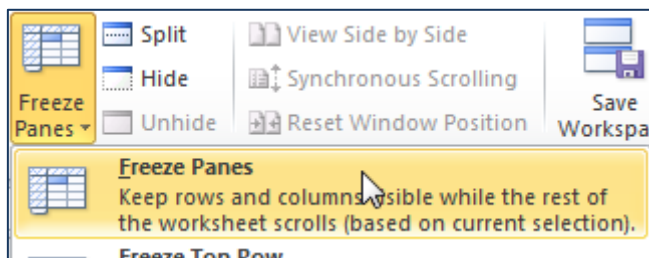 Split
View Side by Side
Hide
Synchronous Scrolling
Freeze
Panes
Unhide
Reset Window Position
Save
Workspa
Freeze Panes
Keep rows and columns visible while the rest of
the worksheet scrolls (based on current selection).
Freeze Top Row